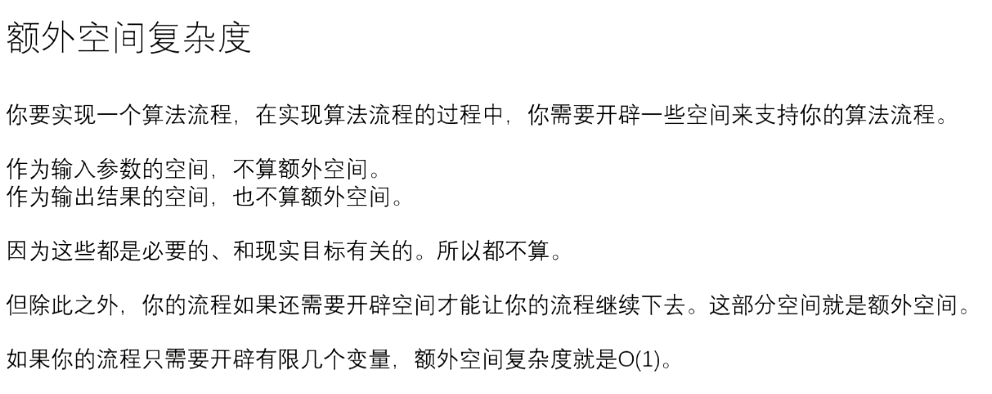 额外空间复杂度
你要实现一个算法流程，在实现算法流程的过程中，你需要开辟一些空间来支持你的算法流程。
作为输入参数的空间，不算额外空间。
作为输出结果的空间，也不算额外空间。
因为这些都是必要的、和现实目标有关的。所以都不算。
但除此之外，你的流程如果还需要开辟空间才能让你的流程继续下去。这部分空间就是额外空间。
如果你的流程只需要开辟有限几个变量，额外空间复杂度就是O(1)。